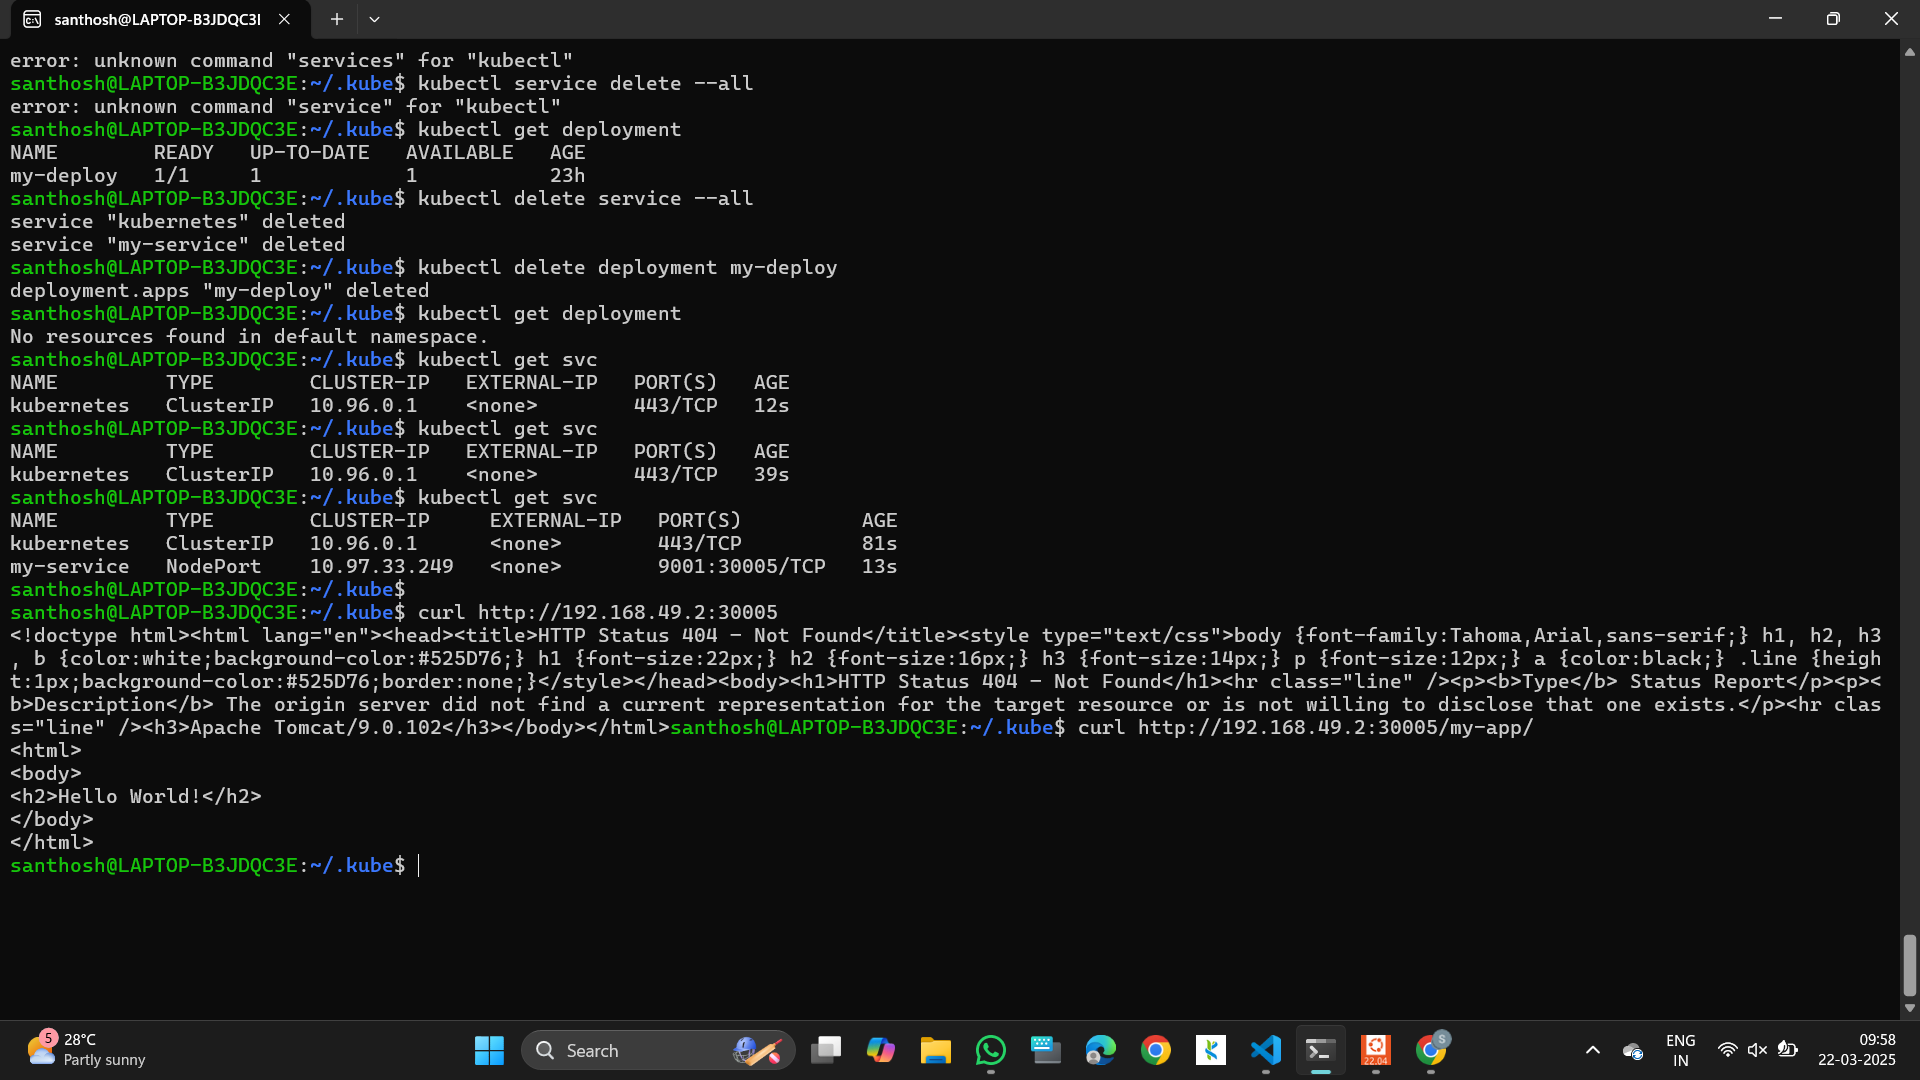 santhosh@LAPTOP-B3JDQC3I
error: unknown command "services" for "kubectl"
santhosh@LAPTOP-B3JDQC3E:~/.kube$ kubectl service delete --all
error: unknown command "service" for "kubectl"
santhosh@LAPTOP-B3JDQC3E:~/.kube$ kubectl get deployment
NAME        READY   UP-TO-DATE   AVAILABLE   AGE
my-deploy   1/1     1            1           23h
santhosh@LAPTOP-B3JDQC3E:~/.kube$ kubectl delete service --all
service "kubernetes" deleted
service "my-service" deleted
santhosh@LAPTOP-B3JDQC3E:~/.kube$ kubectl delete deployment my-deploy
deployment.apps "my-deploy" deleted
santhosh@LAPTOP-B3JDQC3E:~/.kube$ kubectl get deployment
No resources found in default namespace.
santhosh@LAPTOP-B3JDQC3E:~/.kube$ kubectl get svc
NAME         TYPE        CLUSTER-IP   EXTERNAL-IP   PORT(S)   AGE
kubernetes   ClusterIP   10.96.0.1    <none>        443/TCP   12s
santhosh@LAPTOP-B3JDQC3E:~/.kube$ kubectl get svc
NAME         TYPE        CLUSTER-IP   EXTERNAL-IP   PORT(S)   AGE
kubernetes   ClusterIP   10.96.0.1    <none>        443/TCP   39s
santhosh@LAPTOP-B3JDQC3E:~/.kube$ kubectl get svc
NAME         TYPE        CLUSTER-IP     EXTERNAL-IP   PORT(S)          AGE
kubernetes   ClusterIP   10.96.0.1      <none>        443/TCP          81s
my-service   NodePort    10.97.33.249   <none>        9001:30005/TCP   13s
santhosh@LAPTOP-B3JDQC3E:~/.kube$
santhosh@LAPTOP-B3JDQC3E:~/.kube$ curl http://192.168.49.2:30005
<!doctype html><html lang="en"><head><title>HTTP Status 404 – Not Found</title><style type="text/css">body {font-family:Tahoma,Arial,sans-serif;} h1, h2, h3
, b {color:white;background-color:#525D76;} h1 {font-size:22px;} h2 {font-size:16px;} h3 {font-size:14px;} p {font-size:12px;} a {color:black;} .line {heigh
t:1px;background-color:#525D76;border:none;}</style></head><body><h1>HTTP Status 404 – Not Found</h1><hr class="line" /><p><b>Type</b> Status Report</p><p><
b>Description</b> The origin server did not find a current representation for the target resource or is not willing to disclose that one exists.</p><hr clas
s="line" /><h3>Apache Tomcat/9.0.102</h3></body></html>santhosh@LAPTOP-B3JDQC3E:~/.kube$ curl http://192.168.49.2:30005/my-app/
<html>
<body>
<h2>Hello World!</h2>
</body>
</html>
santhosh@LAPTOP-B3JDQC3E:~/.kube$
5
28°C
Partly sunny
Search
22.04
S
ENG
IN
09:58
22-03-2025